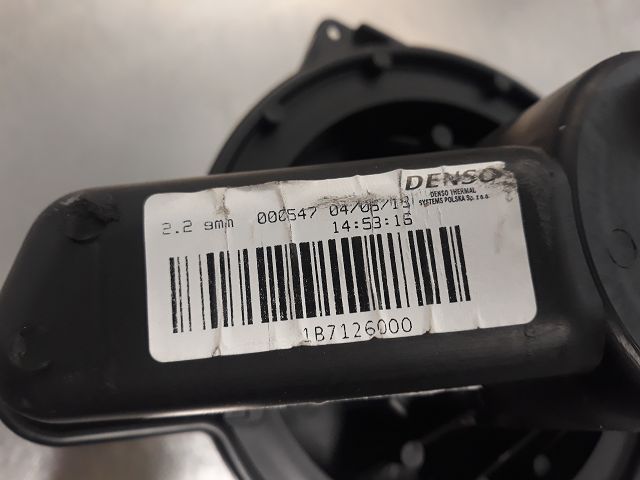 DENSO
DENSO THERMAL
SYSTEMS POLSKA Sp. z o.o.
2.2 gmm 000547 04/06/13
14:53:16
1B7126000